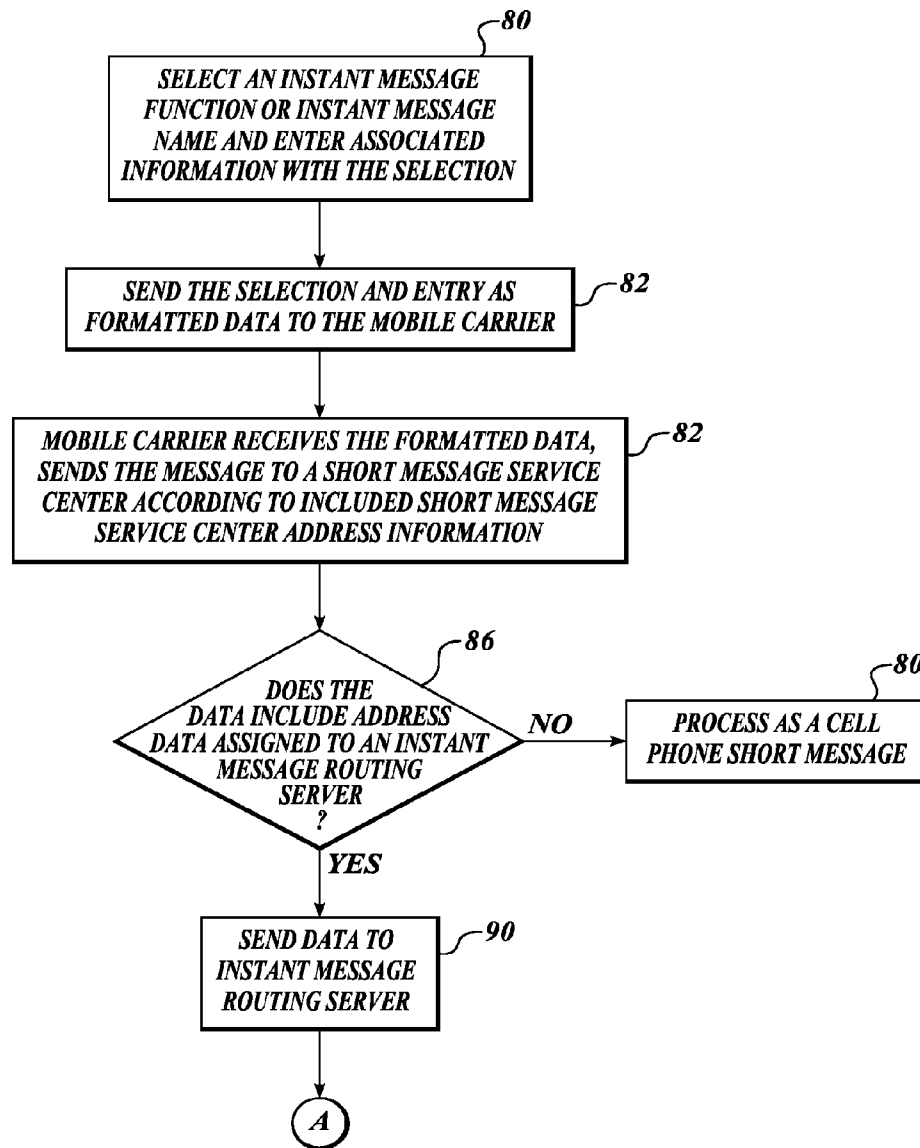 80
SELECT AN INSTANT MESSAGE
FUNCTION OR INSTANT MESSAGE
NAME AND ENTER ASSOCIATED
INFORMATION WITH THE SELECTION
82
SEND THE SELECTION AND ENTRY AS
FORMATTED DATA TO THE MOBILE CARRIER
82
MOBILE CARRIER RECEIVES THE FORMATTED DATA,
SENDS THE MESSAGE TO A SHORT MESSAGE SERVICE
CENTER ACCORDING TO INCLUDED SHORT MESSAGE
SERVICE CENTER ADDRESS INFORMATION
86
DOES THE
DATA INCLUDE ADDRESS
DATA ASSIGNED TO AN INSTANT
MESSAGE ROUTING
SERVER
?
NO
80
PROCESS AS A CELL
PHONE SHORT MESSAGE
YES
90
SEND DATA TO
INSTANT MESSAGE
ROUTING SERVER
A